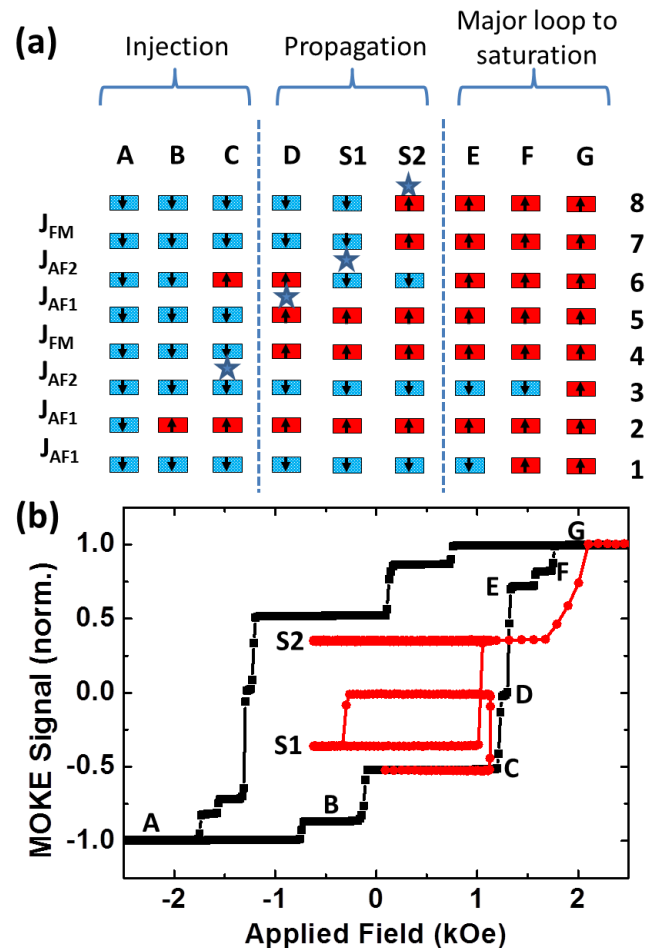 (a)
Injection
Propagation
Major loop to saturation
A B C D S1 S2 E F G
8
J_FM
7
J_AF2
6
J_AF1
5
J_FM
4
J_AF2
3
J_AF1
2
J_AF1
1
(b)
MOKE Signal (norm.)
1.0
0.5
0.0
-0.5
-1.0
G
E
F
S2
D
S1
C
B
A
-2 -1 0 1 2
Applied Field (kOe)